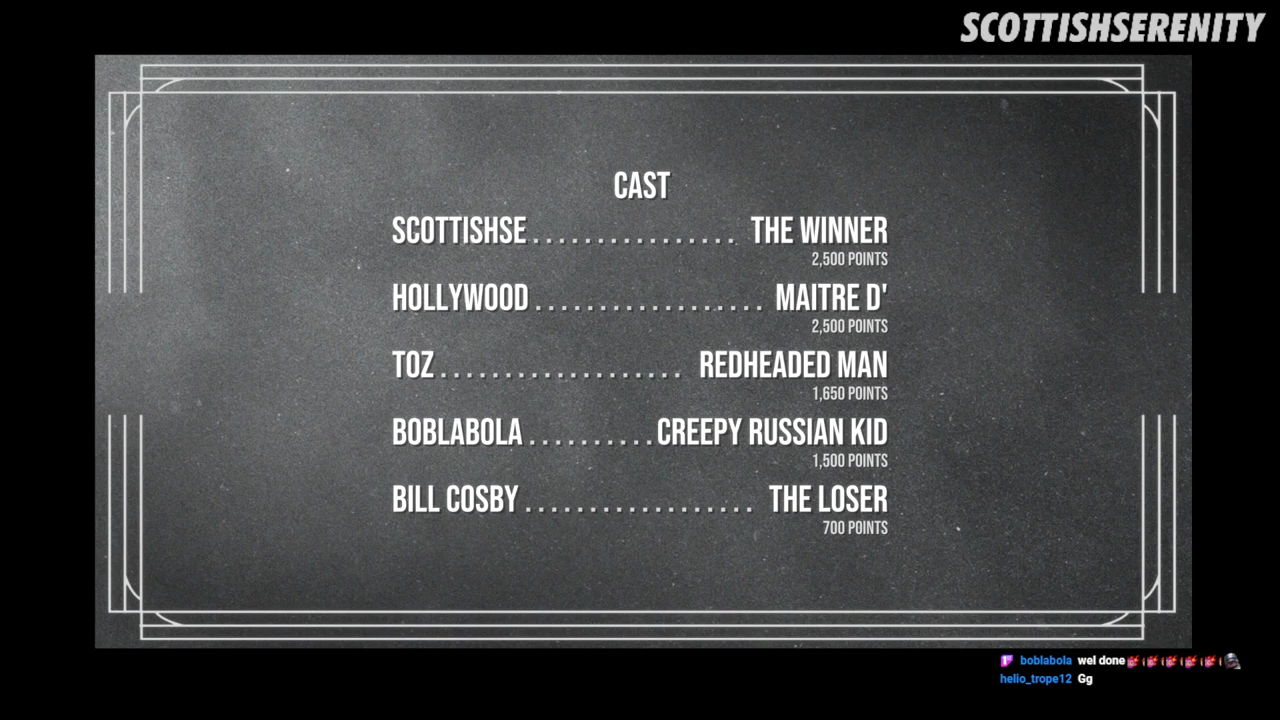 SCOTTISHSERENITY
CAST
SCOTTISHSE................ THE WINNER
2,500 POINTS
HOLLYWOOD.................. MAITRE D'
2,500 POINTS
TOZ................... REDHEADED MAN
1,650 POINTS
BOBLABOLA..........CREEPY RUSSIAN KID
1,500 POINTS
BILL COSBY.................. THE LOSER
700 POINTS
boblabola wel done
helio_trope12 Gg